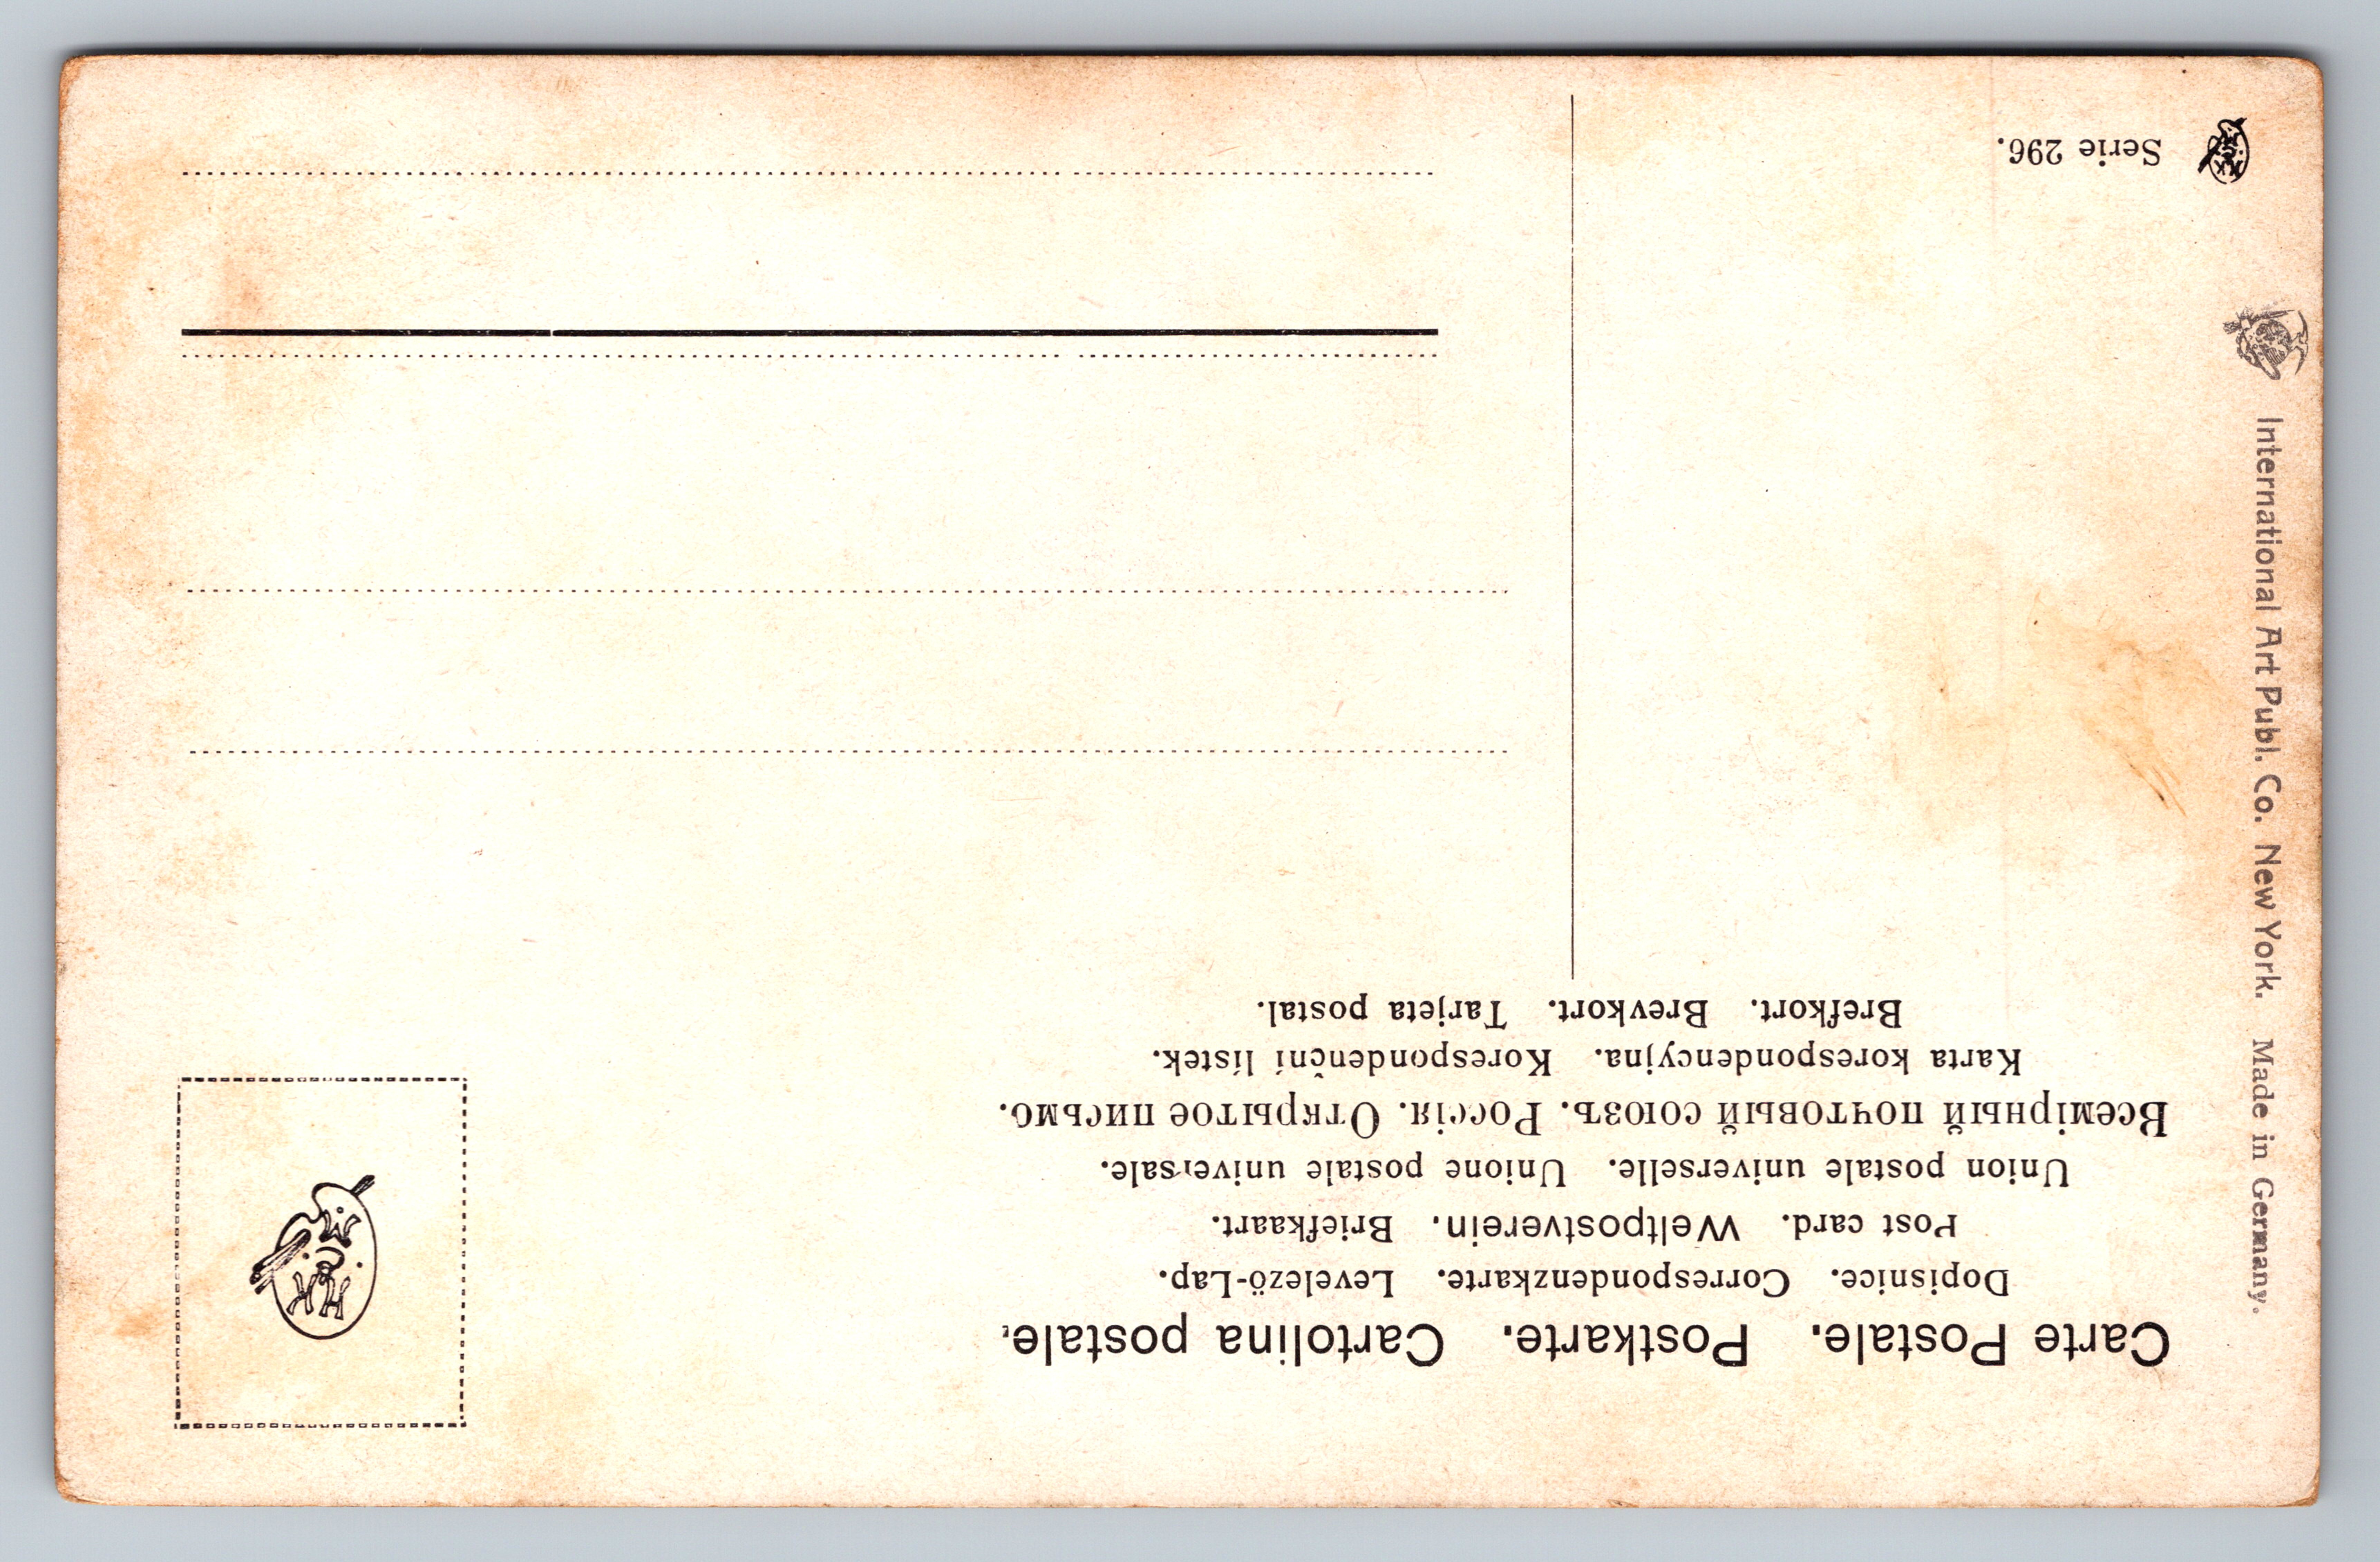 Carte Postale. Postkarte. Cartolina postale.
Dopisnice. Correspondenzkarte. Levelezö-Lap.
Post card. Weltpostverein. Briefkaart.
Union postale universelle. Unione postale universale.
Всемірный почтовый союзъ. Россія. Открытое письмо.
Karta korespondencyjna. Korespondenční lístek.
Brefkort. Brevkort. Tarjeta postal.
HK
&
M
International Art Publ. Co. New York. Made in Germany.
HK
&
M
Serie 296.